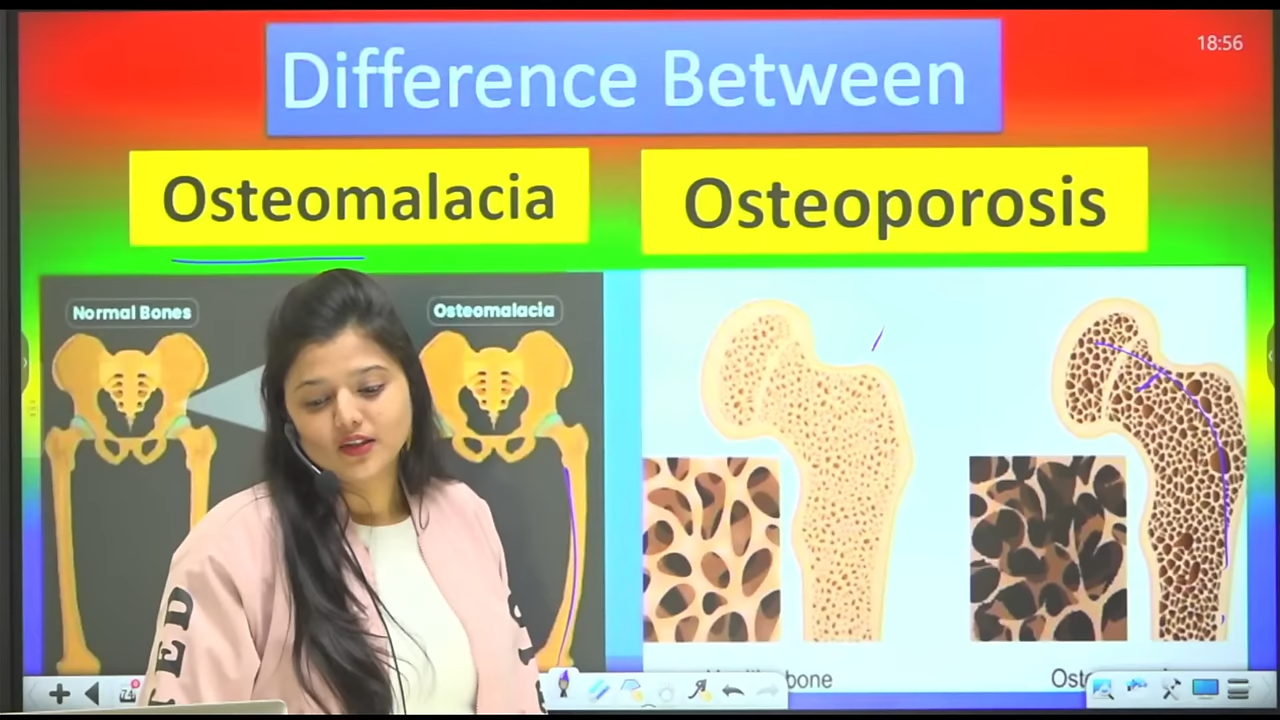 18:56
Difference Between
Osteomalacia
Osteoporosis
Normal Bones
Osteomalacia
bone